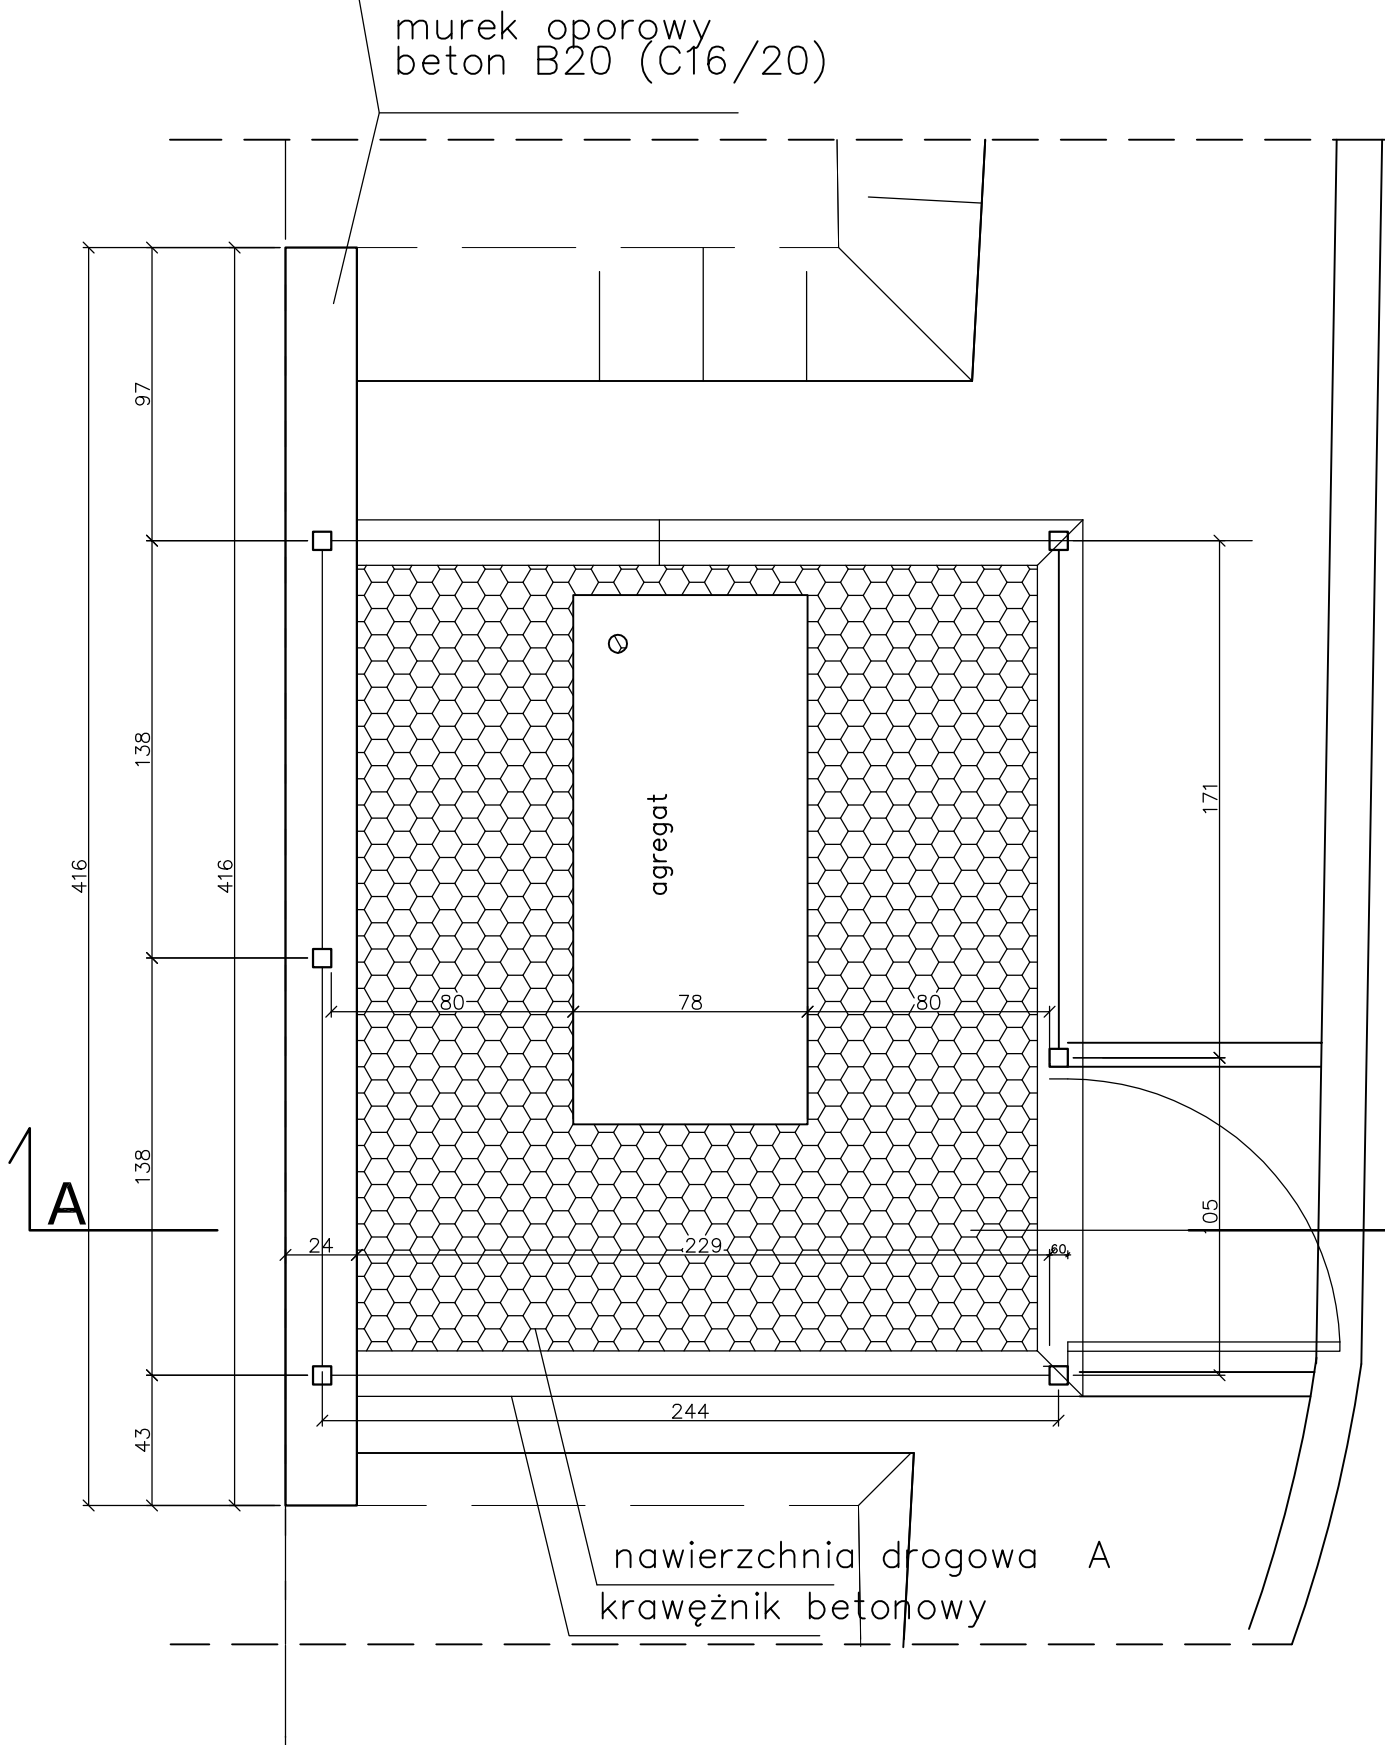 murek oporowy
beton B20 (C16/20)
97
138
416
416
171
agregat
80
78
80
138
A
105
24
229
60
244
43
nawierzchnia drogowa A
krawężnik betonowy